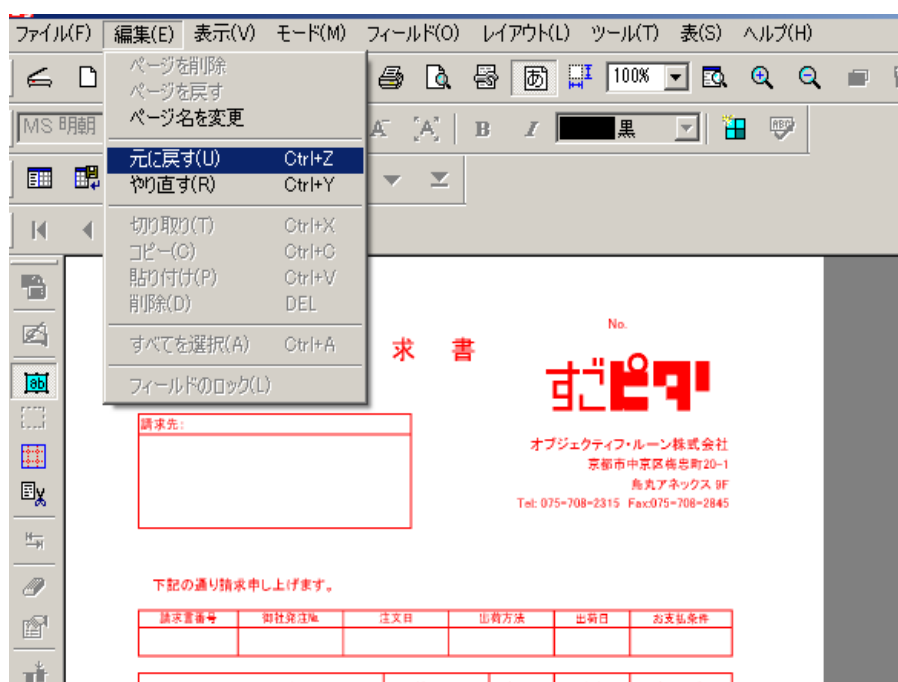 ファイル(F) 編集(E) 表示(V) モード(M) フィールド(O) レイアウト(L) ツール(T) 表(S) ヘルプ(H)
ページを削除
ページを戻す
ページ名を変更
元に戻す(U) Ctrl+Z
やり直す(R) Ctrl+Y
切り取り(T) Ctrl+X
コピー(C) Ctrl+C
貼り付け(P) Ctrl+V
削除(D) DEL
すべてを選択(A) Ctrl+A
フィールドのロック(L)
あ 100%
MS 明朝 A A B I 黒 ABC
ab
求 書
No.
すごピタ!
請求先:
オブジェクティフ・ルーン株式会社
京都市中京区梅忠町20-1
烏丸アネックス 9F
Tel: 075-708-2315 Fax:075-708-2845
下記の通り請求申し上げます。
請求書番号 御社発注№ 注文日 出荷方法 出荷日 お支払条件